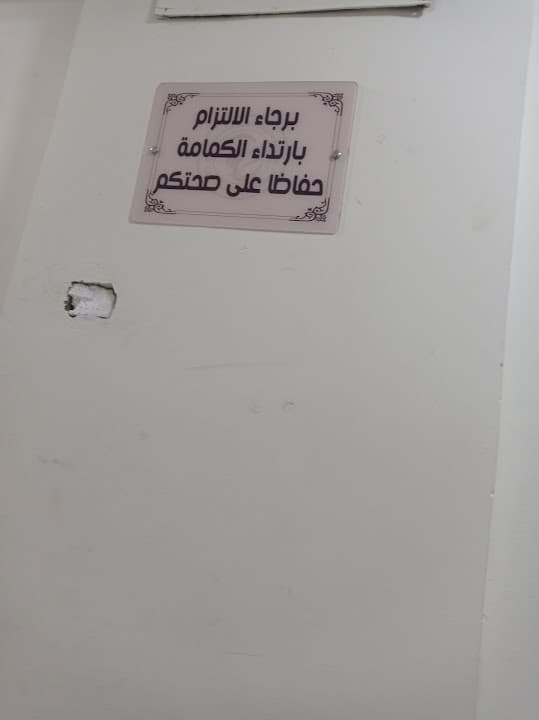 برجاء الالتزام
بارتداء الكمامة
حفاظا على صحتكم